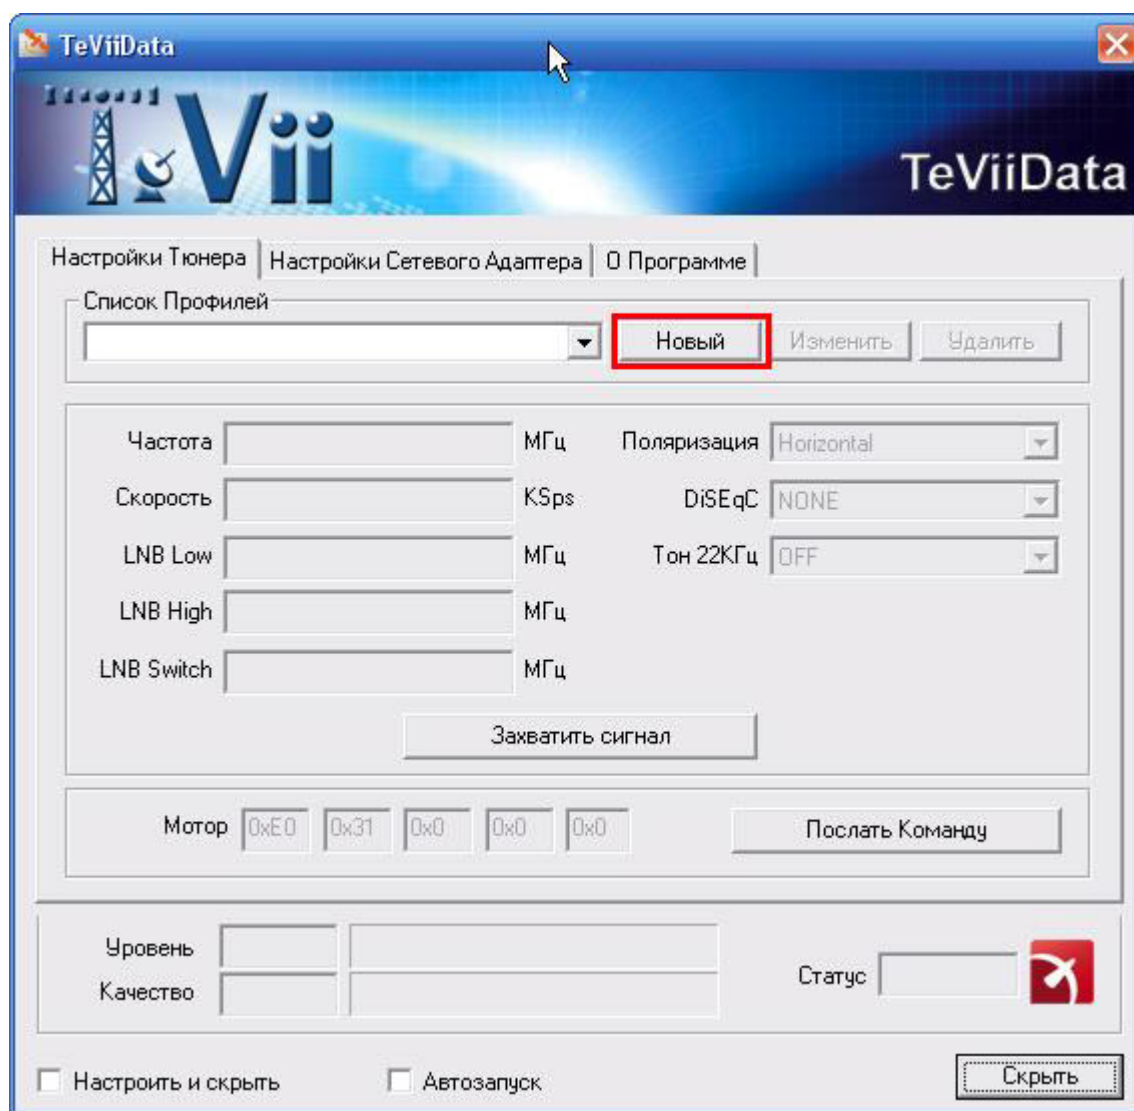 TeViiData
TeVii
TeViiData
Настройки Тюнера Настройки Сетевого Адаптера О Программе
Список Профилей
Новый Изменить Удалить
Частота МГц Поляризация Horizontal
Скорость KSps DiSEqC NONE
LNB Low МГц Тон 22КГц OFF
LNB High МГц
LNB Switch МГц
Захватить сигнал
Мотор 0xE0 0x31 0x0 0x0 0x0 Послать Команду
Уровень
Качество
Статус
Настроить и скрыть Автозапуск Скрыть